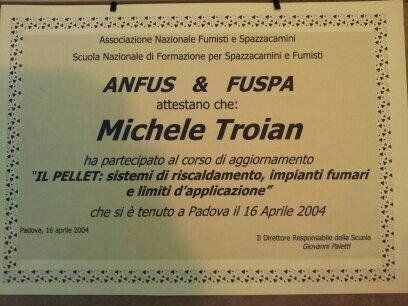 Associazione Nazionale Fumisti e Spazzacamini
Scuola Nazionale di Formazione per Spazzacamini e Fumisti
ANFUS & FUSPA
attestano che:
Michele Troian
ha partecipato al corso di aggiornamento
"IL PELLET: sistemi di riscaldamento, impianti fumari
e limiti d'applicazione"
che si è tenuto a Padova il 16 Aprile 2004
Padova, 16 aprile 2004
Il Direttore Responsabile della Scuola
Giovanni Paletti